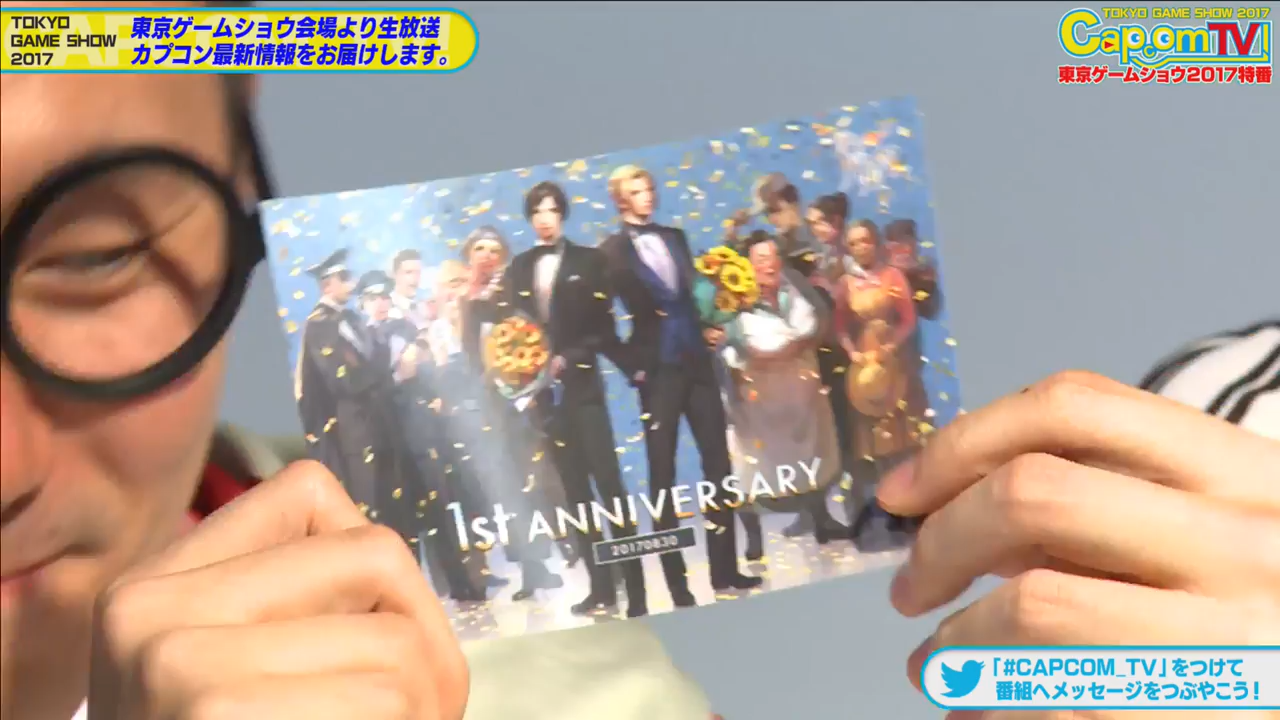 TOKYO
GAME SHOW
2017
東京ゲームショウ会場より生放送
カプコン最新情報をお届けします。
TOKYO GAME SHOW 2017
CapcomTV!
東京ゲームショウ2017特番
1st ANNIVERSARY
20170830
「#CAPCOM_TV」をつけて
番組へメッセージをつぶやこう!